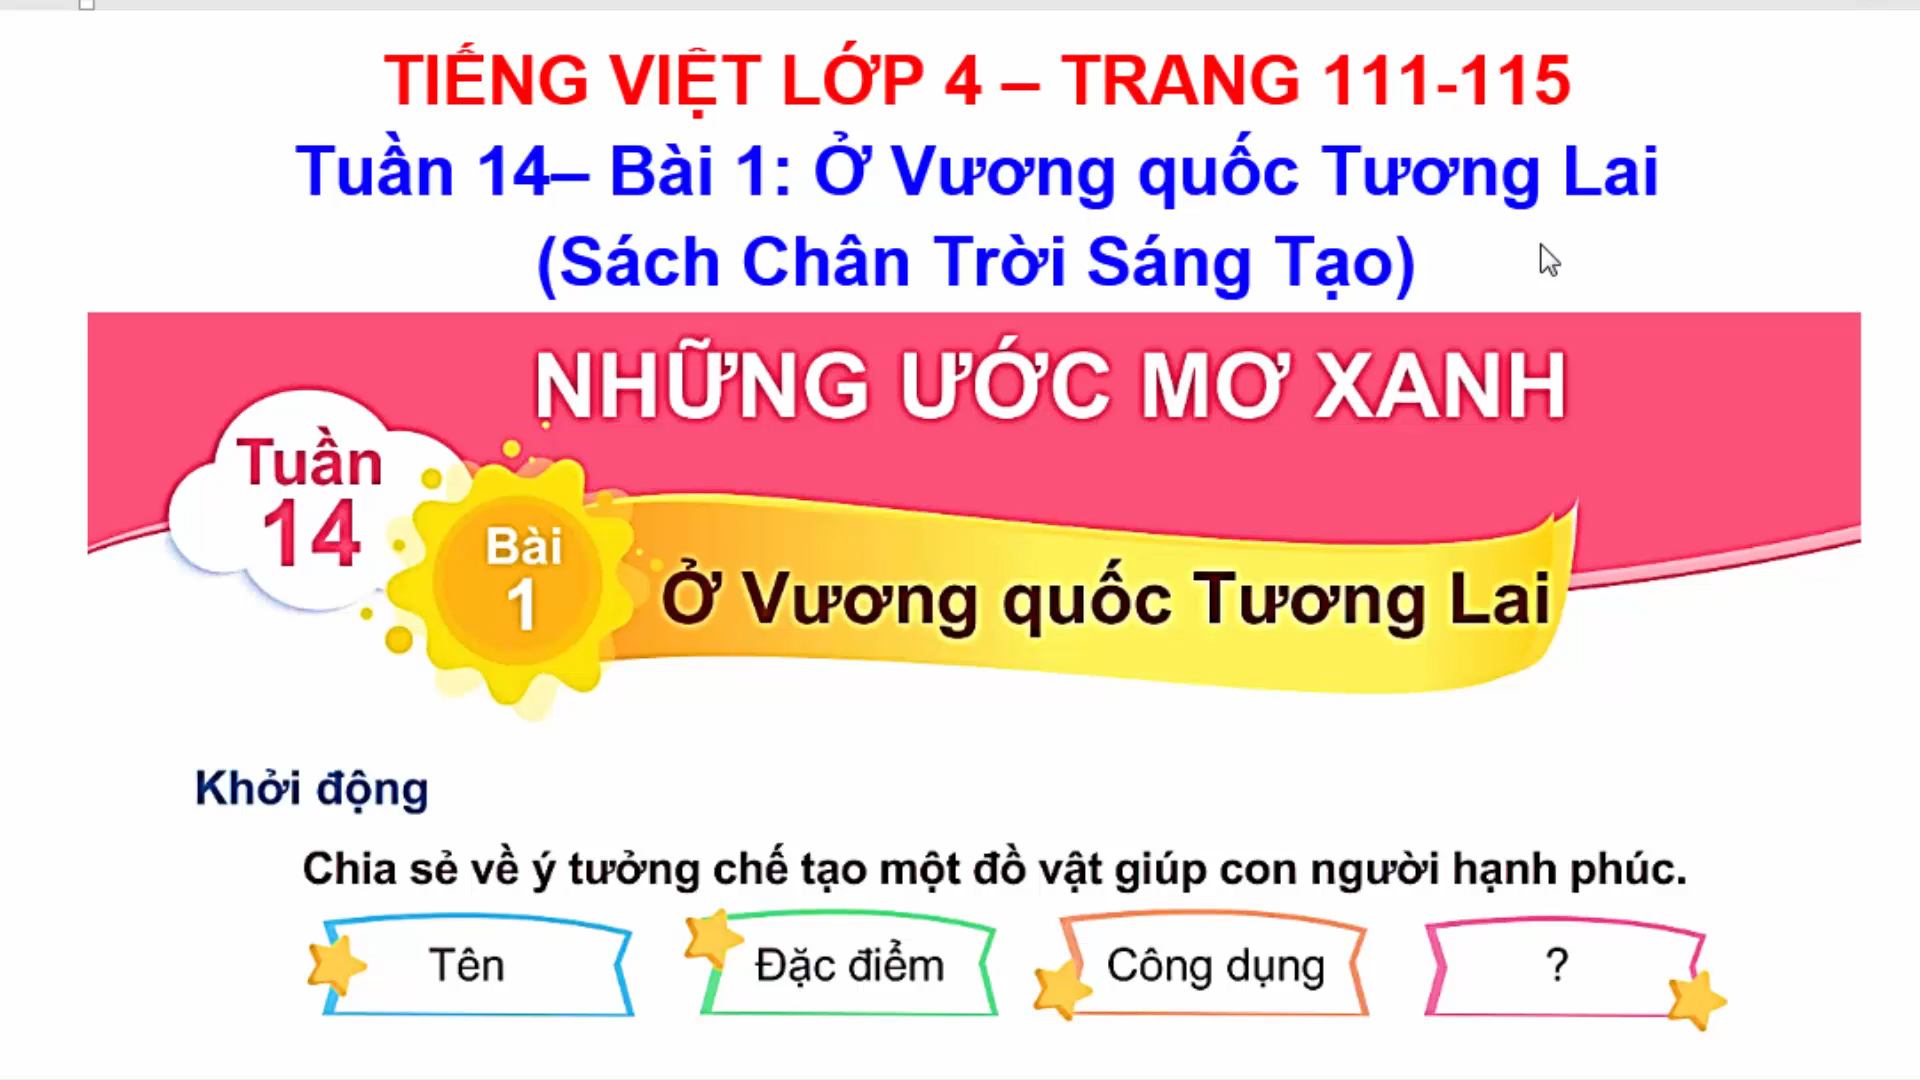 TIẾNG VIỆT LỚP 4 – TRANG 111-115
Tuần 14– Bài 1: Ở Vương quốc Tương Lai
(Sách Chân Trời Sáng Tạo)
NHỮNG ƯỚC MƠ XANH
Tuần
14
Bài
1
Ở Vương quốc Tương Lai
Khởi động
Chia sẻ về ý tưởng chế tạo một đồ vật giúp con người hạnh phúc.
Tên
Đặc điểm
Công dụng
?